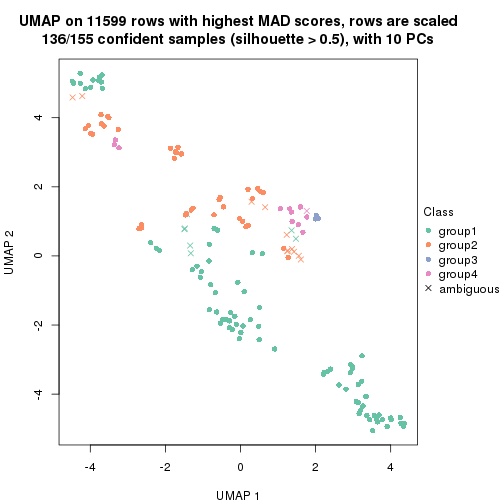 UMAP on 11599 rows with highest MAD scores, rows are scaled
136/155 confident samples (silhouette > 0.5), with 10 PCs
4
2
0
-2
-4
UMAP 2
-4
-2
0
2
4
UMAP 1
Class
group1
group2
group3
group4
ambiguous